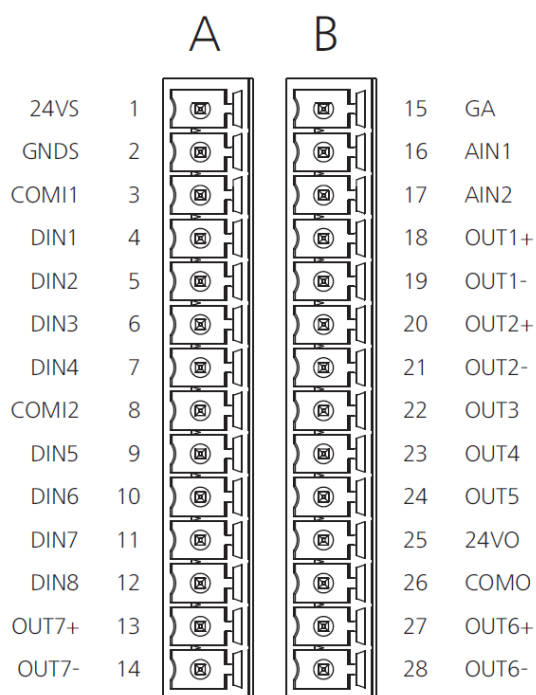 A B
24VS 1 15 GA
GNDS 2 16 AIN1
COMI1 3 17 AIN2
DIN1 4 18 OUT1+
DIN2 5 19 OUT1-
DIN3 6 20 OUT2+
DIN4 7 21 OUT2-
COMI2 8 22 OUT3
DIN5 9 23 OUT4
DIN6 10 24 OUT5
DIN7 11 25 24VO
DIN8 12 26 COMO
OUT7+ 13 27 OUT6+
OUT7- 14 28 OUT6-